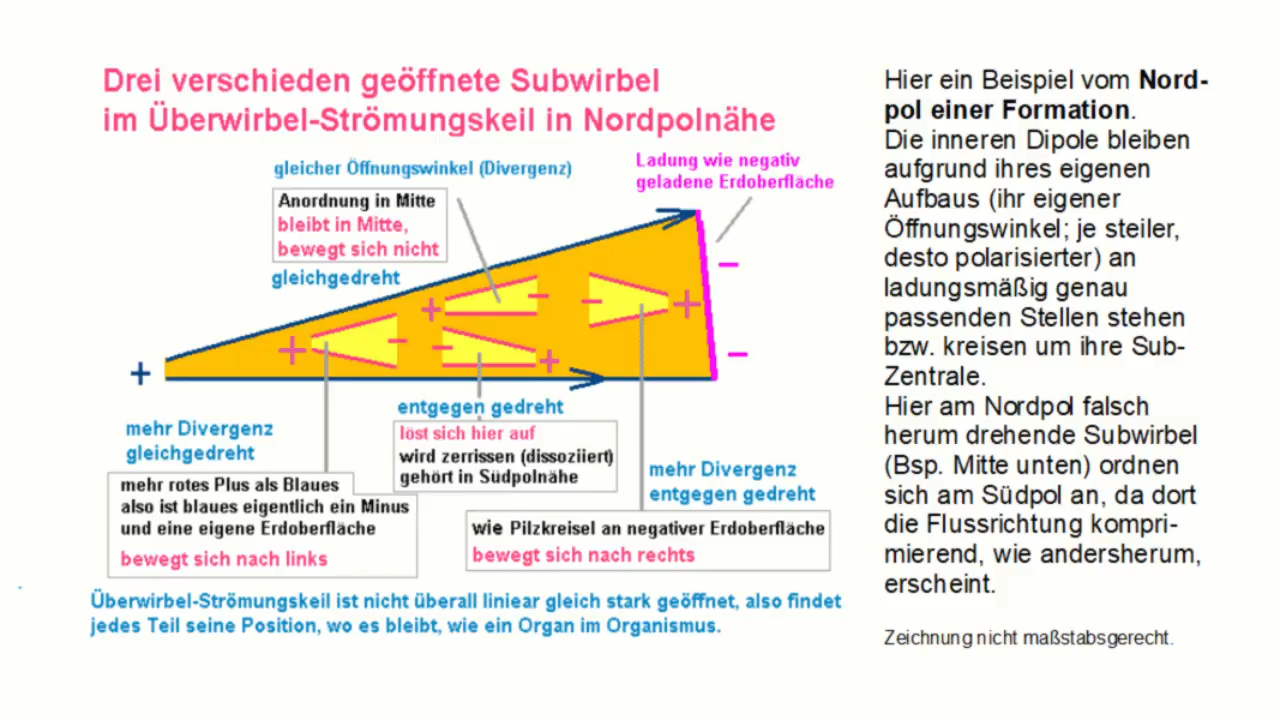 Drei verschieden geöffnete Subwirbel
im Überwirbel-Strömungskeil in Nordpolnähe
gleicher Öffnungswinkel (Divergenz)
Anordnung in Mitte
bleibt in Mitte,
bewegt sich nicht
gleichgedreht
Ladung wie negativ
geladene Erdoberfläche
+
+
+
+
+
-
-
-
-
-
-
mehr Divergenz
gleichgedreht
mehr rotes Plus als Blaues
also ist blaues eigentlich ein Minus
und eine eigene Erdoberfläche
bewegt sich nach links
entgegen gedreht
löst sich hier auf
wird zerrissen (dissoziiert)
gehört in Südpolnähe
mehr Divergenz
entgegen gedreht
wie Pilzkreisel an negativer Erdoberfläche
bewegt sich nach rechts
Überwirbel-Strömungskeil ist nicht überall liniear gleich stark geöffnet, also findet
jedes Teil seine Position, wo es bleibt, wie ein Organ im Organismus.
Hier ein Beispiel vom Nord-
pol einer Formation.
Die inneren Dipole bleiben
aufgrund ihres eigenen
Aufbaus (ihr eigener
Öffnungswinkel; je steiler,
desto polarisierter) an
ladungsmäßig genau
passenden Stellen stehen
bzw. kreisen um ihre Sub-
Zentrale.
Hier am Nordpol falsch
herum drehende Subwirbel
(Bsp. Mitte unten) ordnen
sich am Südpol an, da dort
die Flussrichtung kompri-
mierend, wie andersherum,
erscheint.
Zeichnung nicht maßstabsgerecht.